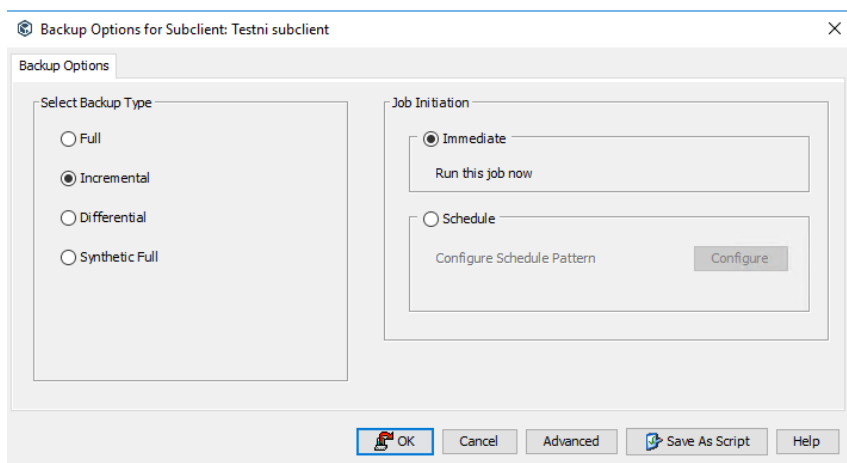 Backup Options for Subclient: Testni subclient
Backup Options
Select Backup Type
Full
Incremental
Differential
Synthetic Full
Job Initiation
Immediate
Run this job now
Schedule
Configure Schedule Pattern
Configure
OK
Cancel
Advanced
Save As Script
Help